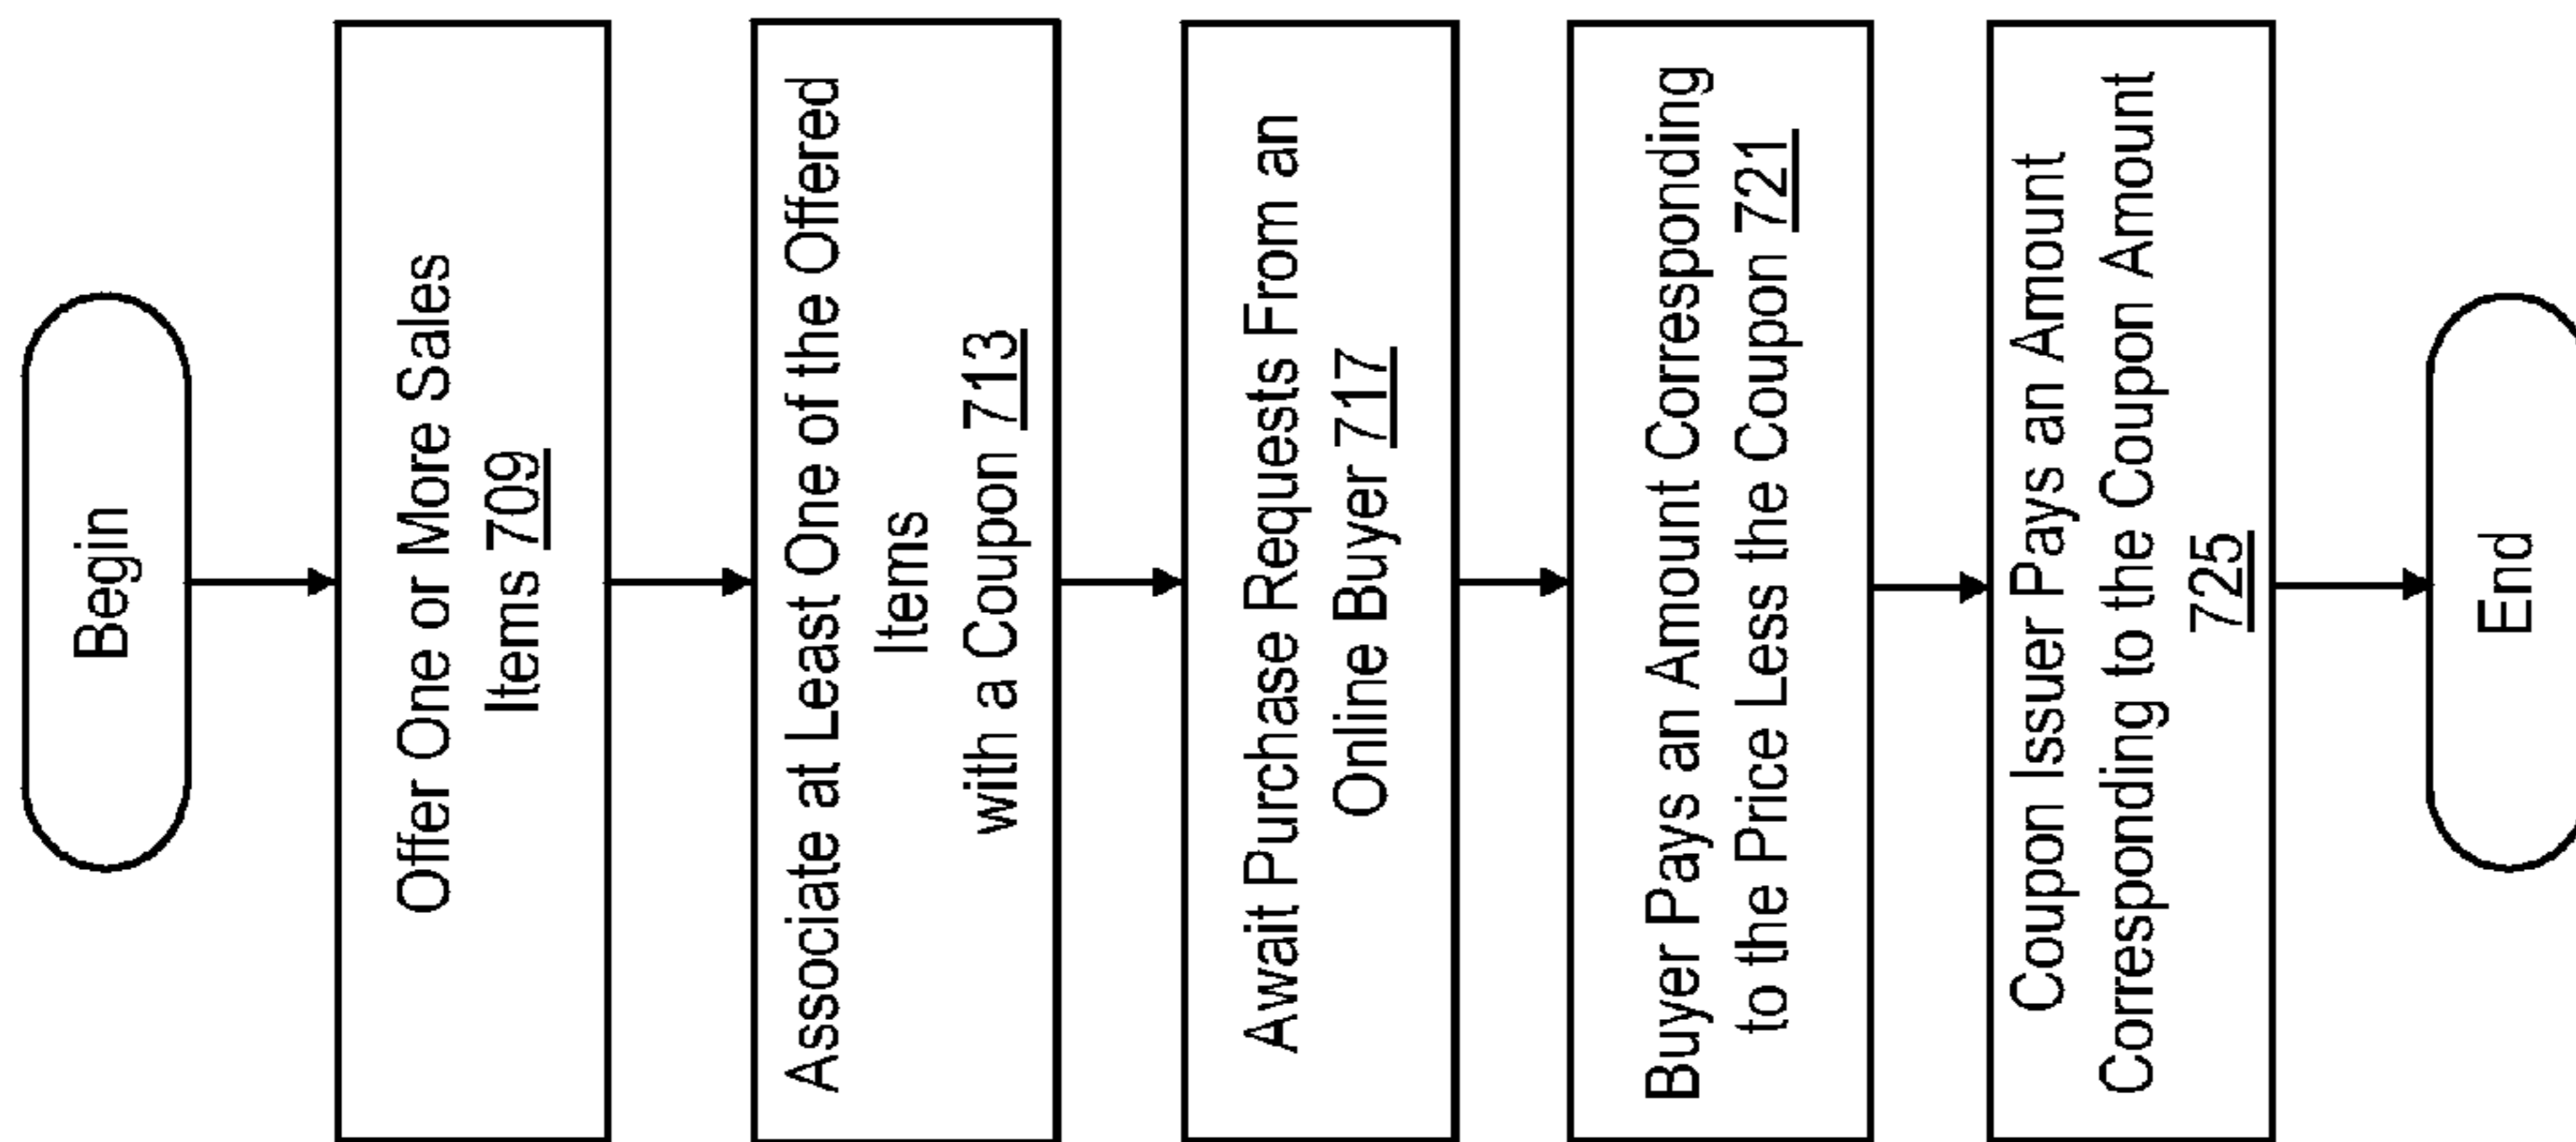 Begin
Offer One or More Sales
Items 709
Associate at Least One of the Offered
Items
with a Coupon 713
Await Purchase Requests From an
Online Buyer 717
Buyer Pays an Amount Corresponding
to the Price Less the Coupon 721
Coupon Issuer Pays an Amount
Corresponding to the Coupon Amount
725
End